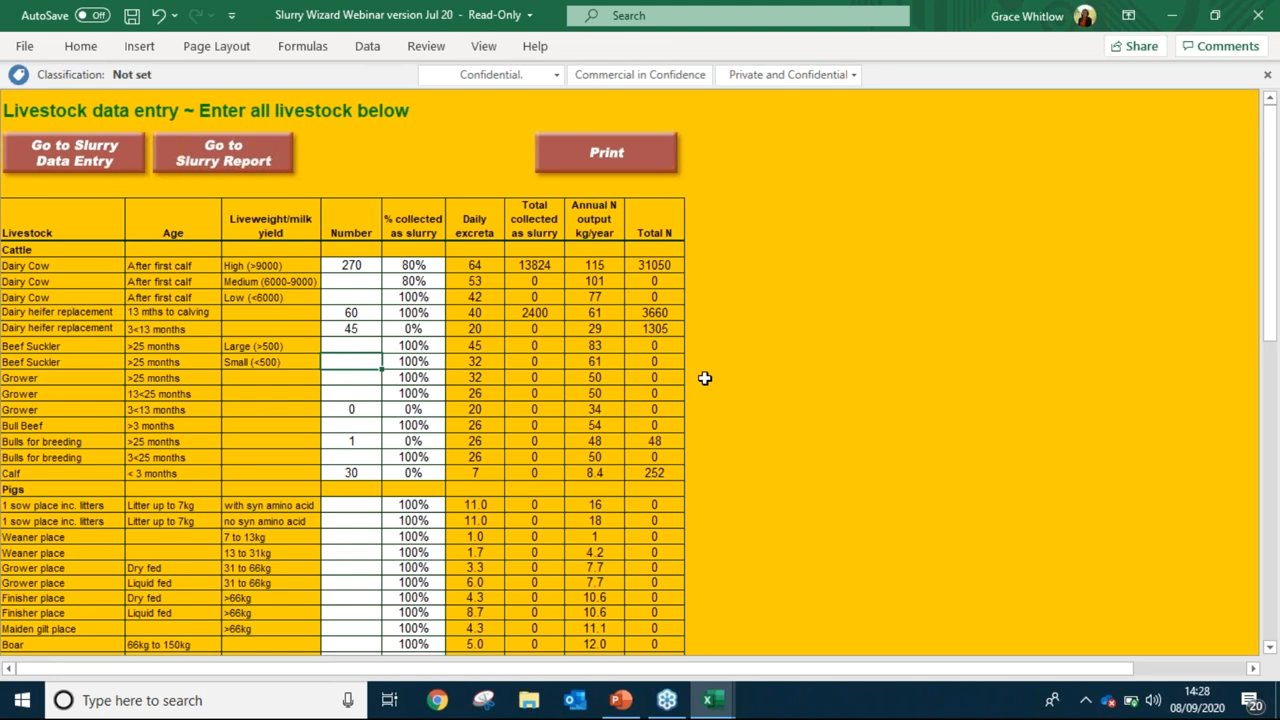 AutoSave Off Slurry Wizard Webinar version Jul 20 - Read-Only Search Grace Whitlow
File Home Insert Page Layout Formulas Data Review View Help Share Comments
Classification: Not set Confidential. Commercial in Confidence Private and Confidential
Livestock data entry ~ Enter all livestock below
Go to Slurry Data Entry Go to Slurry Report Print
Livestock Age Liveweight/milk yield Number % collected as slurry Daily excreta Total collected as slurry Annual N output kg/year Total N
Cattle
Dairy Cow After first calf High (>9000) 270 80% 64 13824 115 31050
Dairy Cow After first calf Medium (6000-9000) 80% 53 0 101 0
Dairy Cow After first calf Low (<6000) 100% 42 0 77 0
Dairy heifer replacement 13 mths to calving 60 100% 40 2400 61 3660
Dairy heifer replacement 3<13 months 45 0% 20 0 29 1305
Beef Suckler >25 months Large (>500) 100% 45 0 83 0
Beef Suckler >25 months Small (<500) 100% 32 0 61 0
Grower >25 months 100% 32 0 50 0
Grower 13<25 months 100% 26 0 50 0
Grower 3<13 months 0 0% 20 0 34 0
Bull Beef >3 months 100% 26 0 54 0
Bulls for breeding >25 months 1 0% 26 0 48 48
Bulls for breeding 3<25 months 100% 26 0 50 0
Calf < 3 months 30 0% 7 0 8.4 252
Pigs
1 sow place inc. litters Litter up to 7kg with syn amino acid 100% 11.0 0 16 0
1 sow place inc. litters Litter up to 7kg no syn amino acid 100% 11.0 0 18 0
Weaner place 7 to 13kg 100% 1.0 0 1 0
Weaner place 13 to 31kg 100% 1.7 0 4.2 0
Grower place Dry fed 31 to 66kg 100% 3.3 0 7.7 0
Grower place Liquid fed 31 to 66kg 100% 6.0 0 7.7 0
Finisher place Dry fed >66kg 100% 4.3 0 10.6 0
Finisher place Liquid fed >66kg 100% 8.7 0 10.6 0
Maiden gilt place >66kg 100% 4.3 0 11.1 0
Boar 66kg to 150kg 100% 5.0 0 12.0 0
Type here to search 14:28
08/09/2020 20